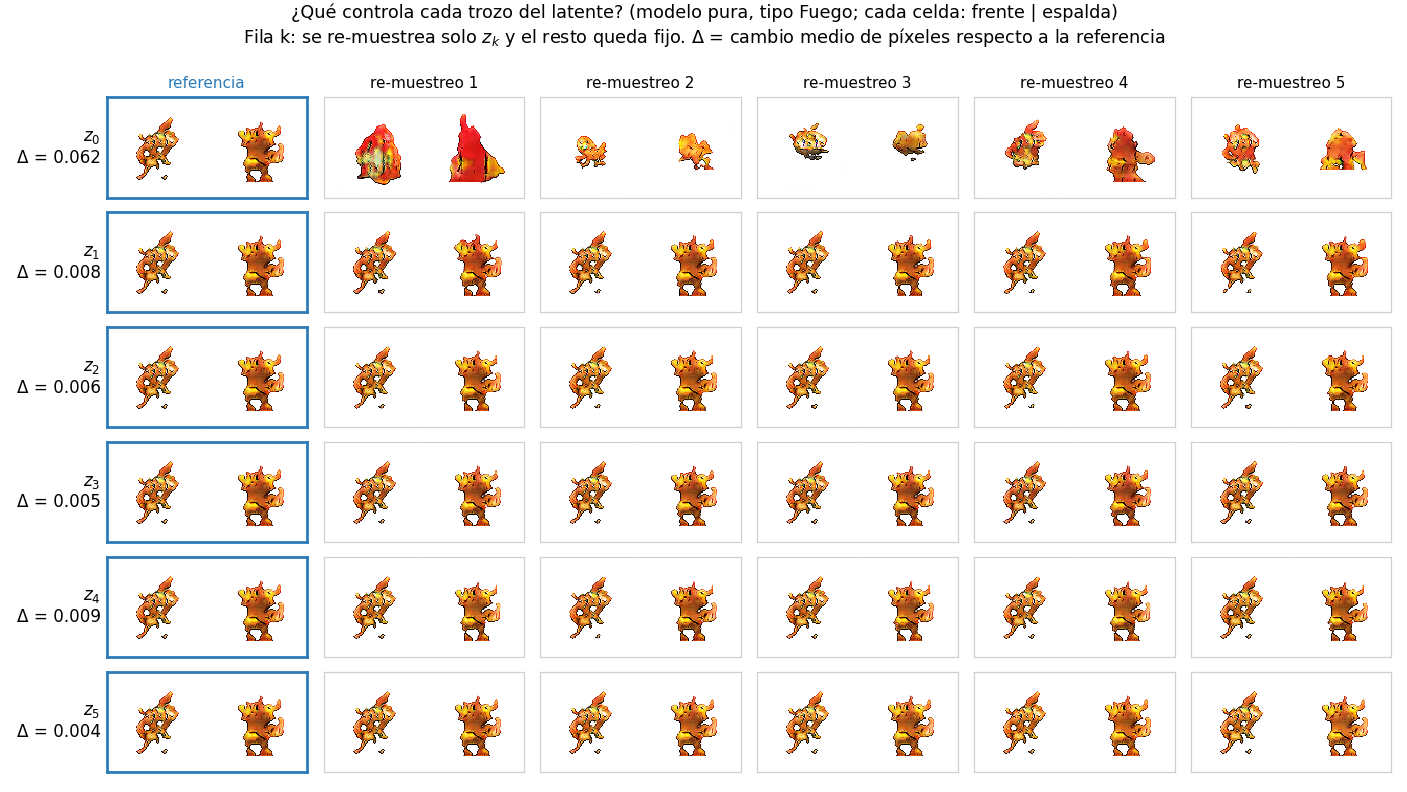 ¿Qué controla cada trozo del latente? (modelo pura, tipo Fuego; cada celda: frente | espalda)
Fila k: se re-muestrea solo z_k y el resto queda fijo. Δ = cambio medio de píxeles respecto a la referencia
referencia re-muestreo 1 re-muestreo 2 re-muestreo 3 re-muestreo 4 re-muestreo 5
z_0
Δ = 0.062
z_1
Δ = 0.008
z_2
Δ = 0.006
z_3
Δ = 0.005
z_4
Δ = 0.009
z_5
Δ = 0.004